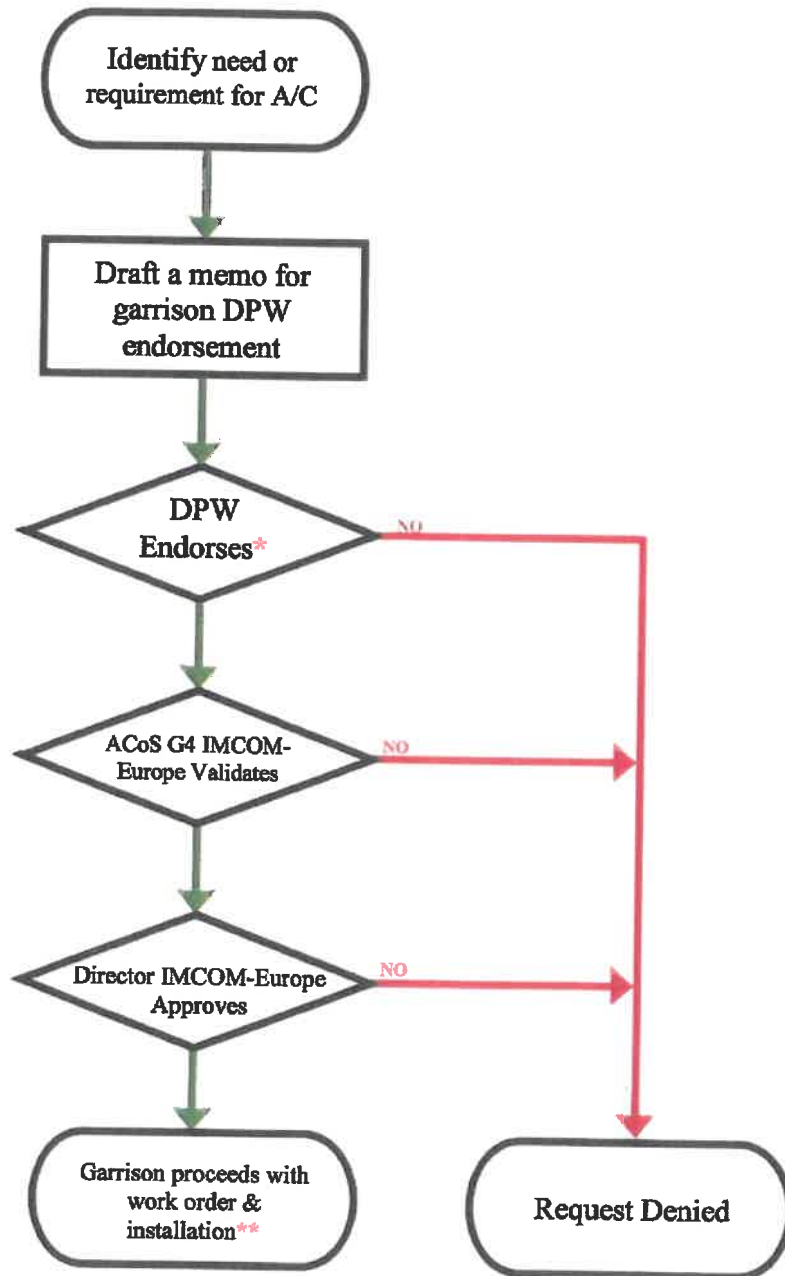 Identify need or
requirement for A/C
Draft a memo for
garrison DPW
endorsement
DPW
Endorses*
NO
ACoS G4 IMCOM-
Europe Validates
NO
Director IMCOM-Europe
Approves
NO
Garrison proceeds with
work order &
installation**
Request Denied